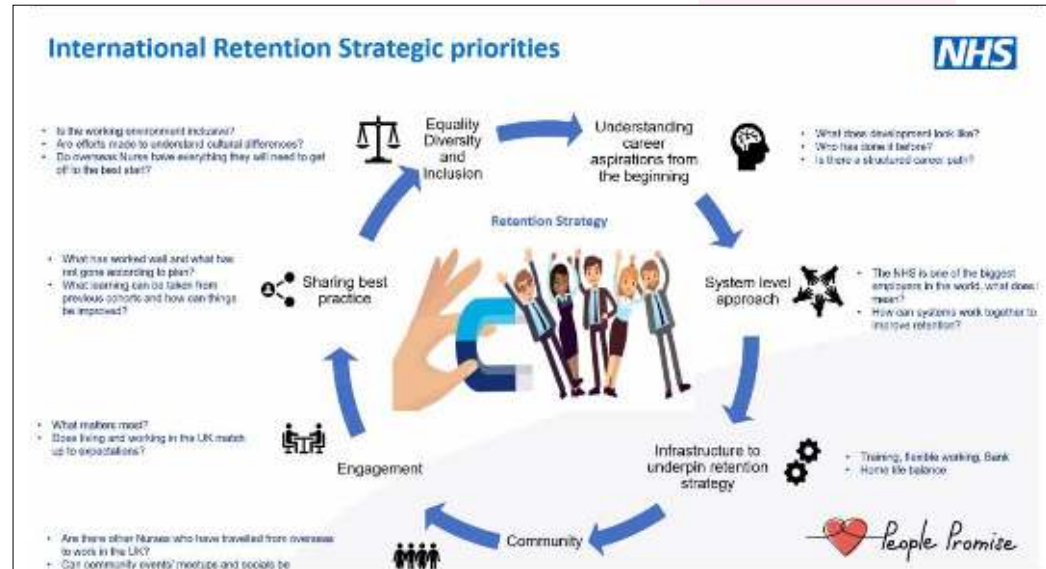 International Retention Strategic priorities
NHS
• Is the working environment inclusive?
• Are efforts made to understand cultural differences?
• Do overseas Nurse have everything they will need to get
off to the best start?
Equality
Diversity
and
Inclusion
Understanding
career
aspirations from
the beginning
• What does development look like?
• Who has done it before?
• Is there a structured career path?
Retention Strategy
• What has worked well and what has
not gone according to plan?
• What learning can be taken from
previous cohorts and how can things
be improved?
Sharing best
practice
System level
approach
• The NHS is one of the biggest
employers in the world, what does
mean?
• How can systems work together to
improve retention?
• What matters most?
• Does living and working in the UK match
up to expectations?
Engagement
Infrastructure to
underpin retention
strategy
• Training, flexible working, Bank
• Home life balance
• Are there other Nurses who have travelled from overseas
to work in the UK?
• Can community events' meetups and socials be
Community
People Promise